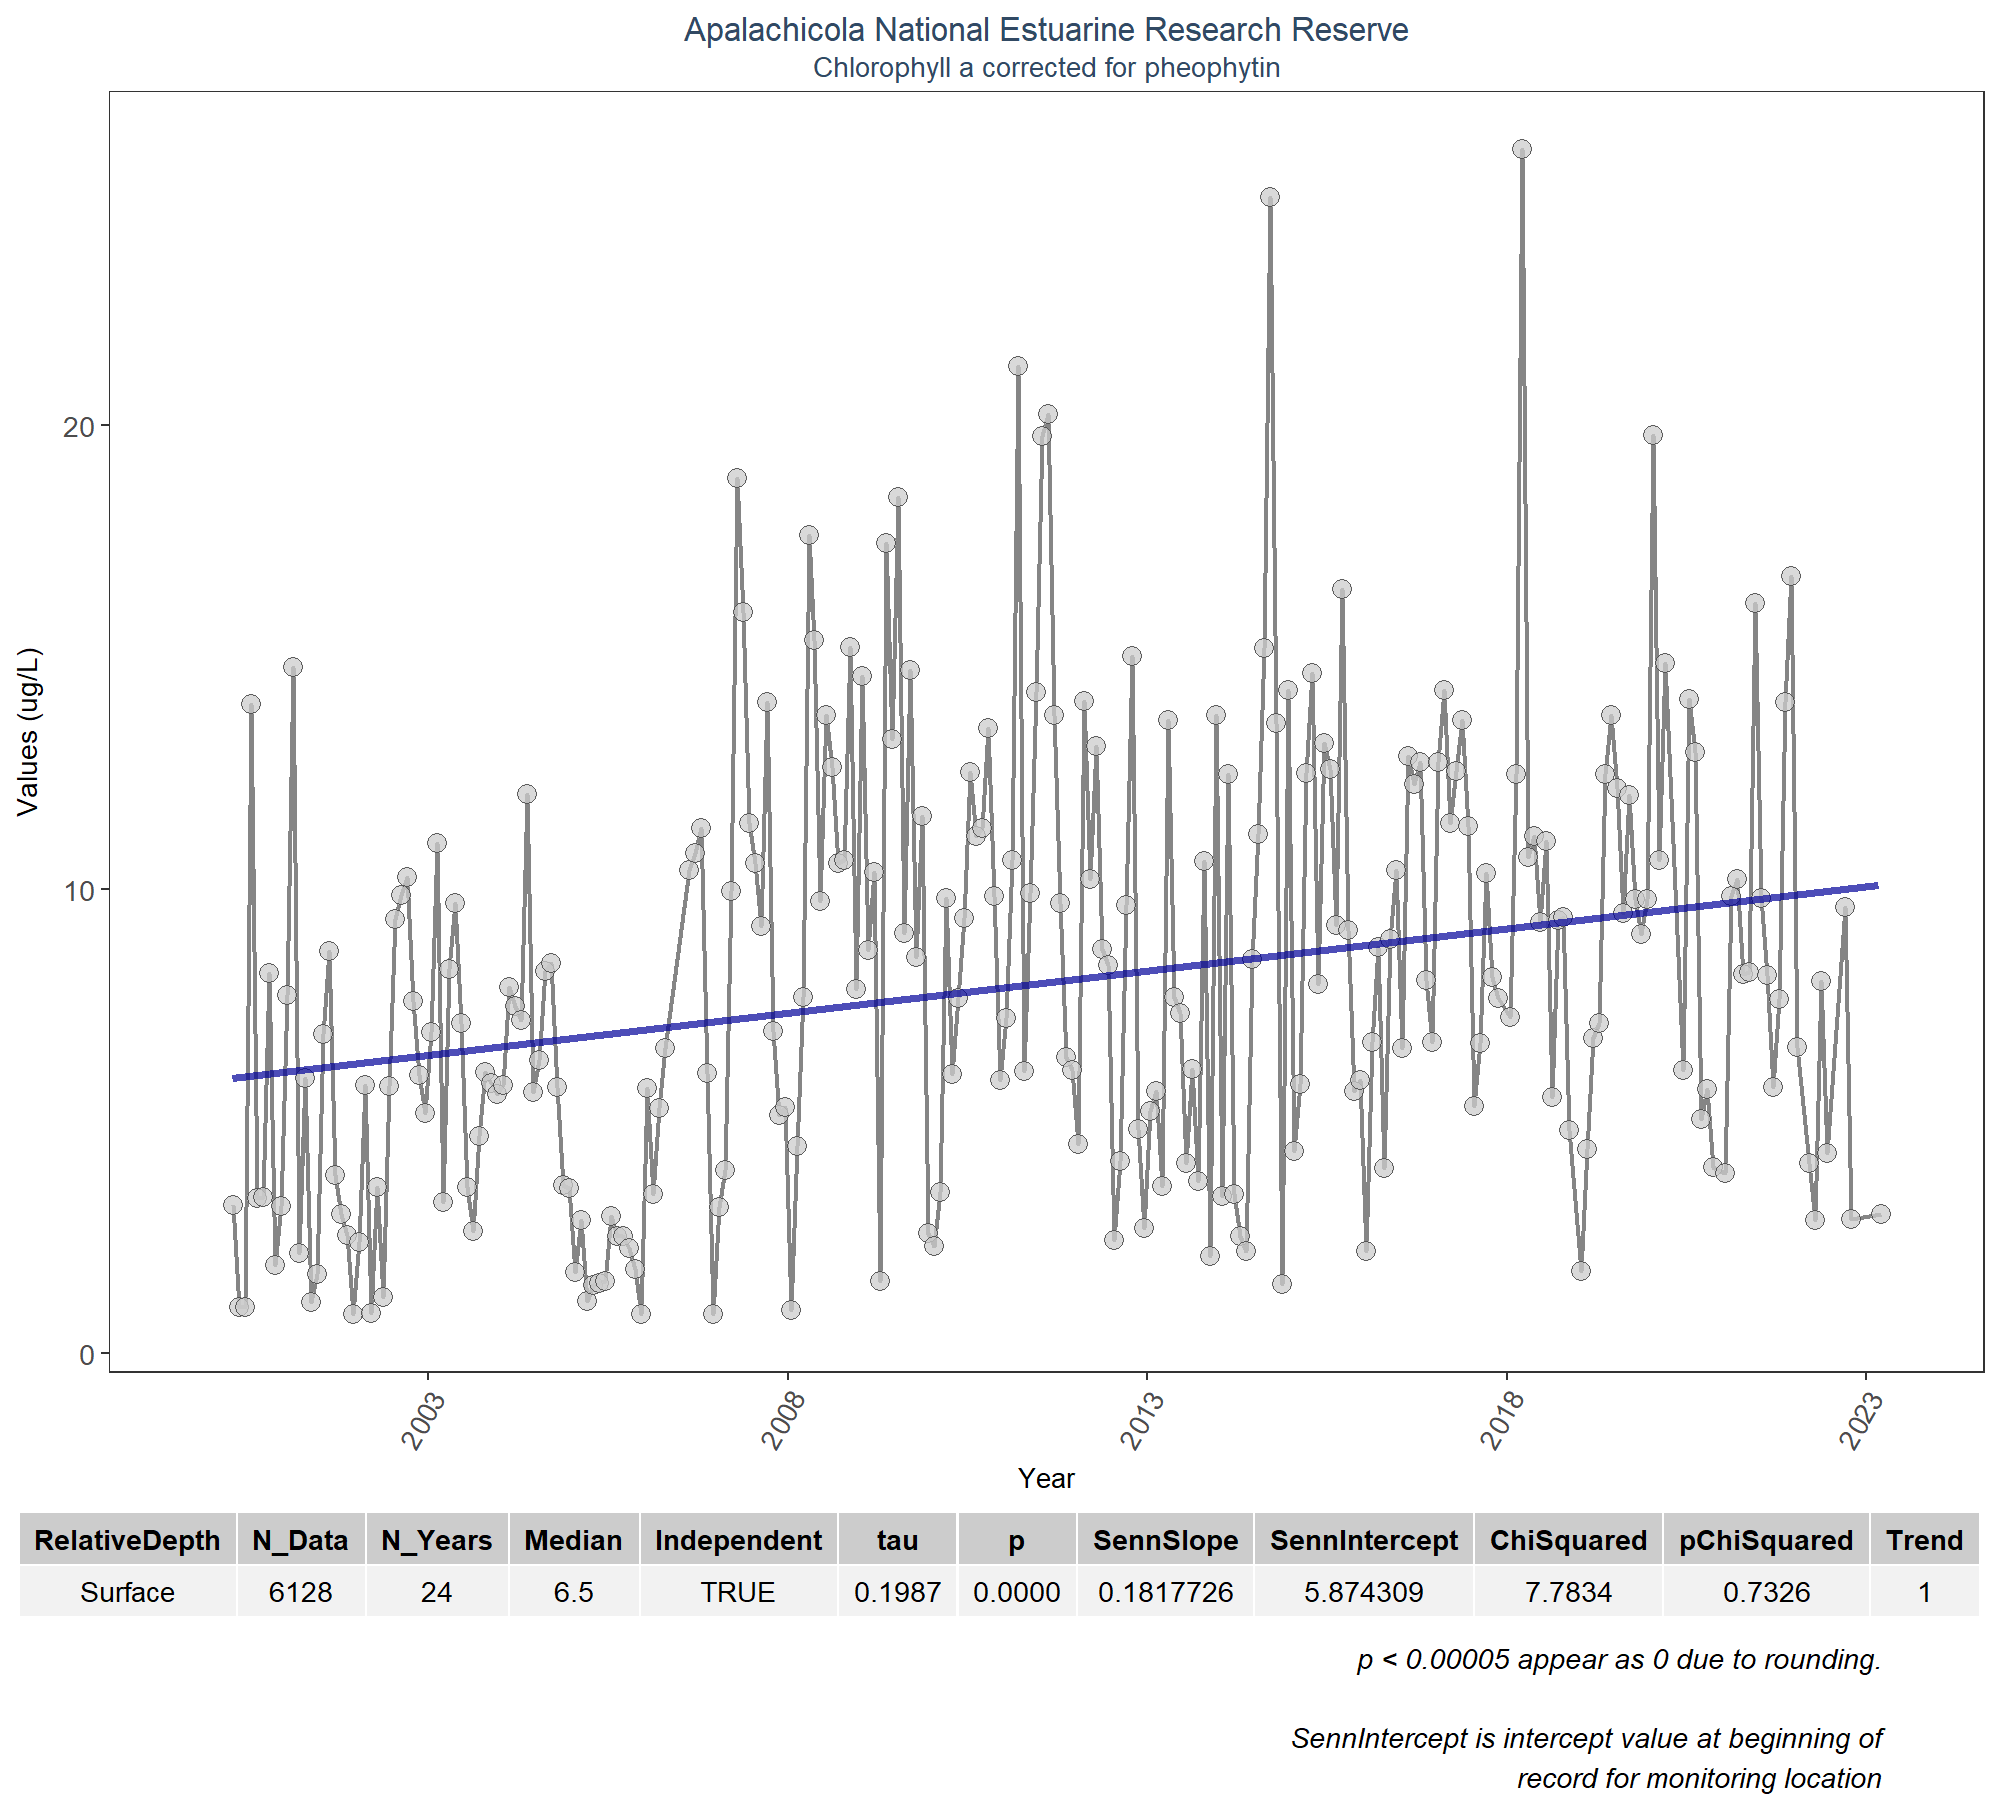 Apalachicola National Estuarine Research Reserve
Chlorophyll a corrected for pheophytin
Values (ug/L)
20
10
0
2003 2008 2013 2018 2023
Year
RelativeDepth N_Data N_Years Median Independent tau p SennSlope SennIntercept ChiSquared pChiSquared Trend
Surface 6128 24 6.5 TRUE 0.1987 0.0000 0.1817726 5.874309 7.7834 0.7326 1
p < 0.00005 appear as 0 due to rounding.
SennIntercept is intercept value at beginning of
record for monitoring location